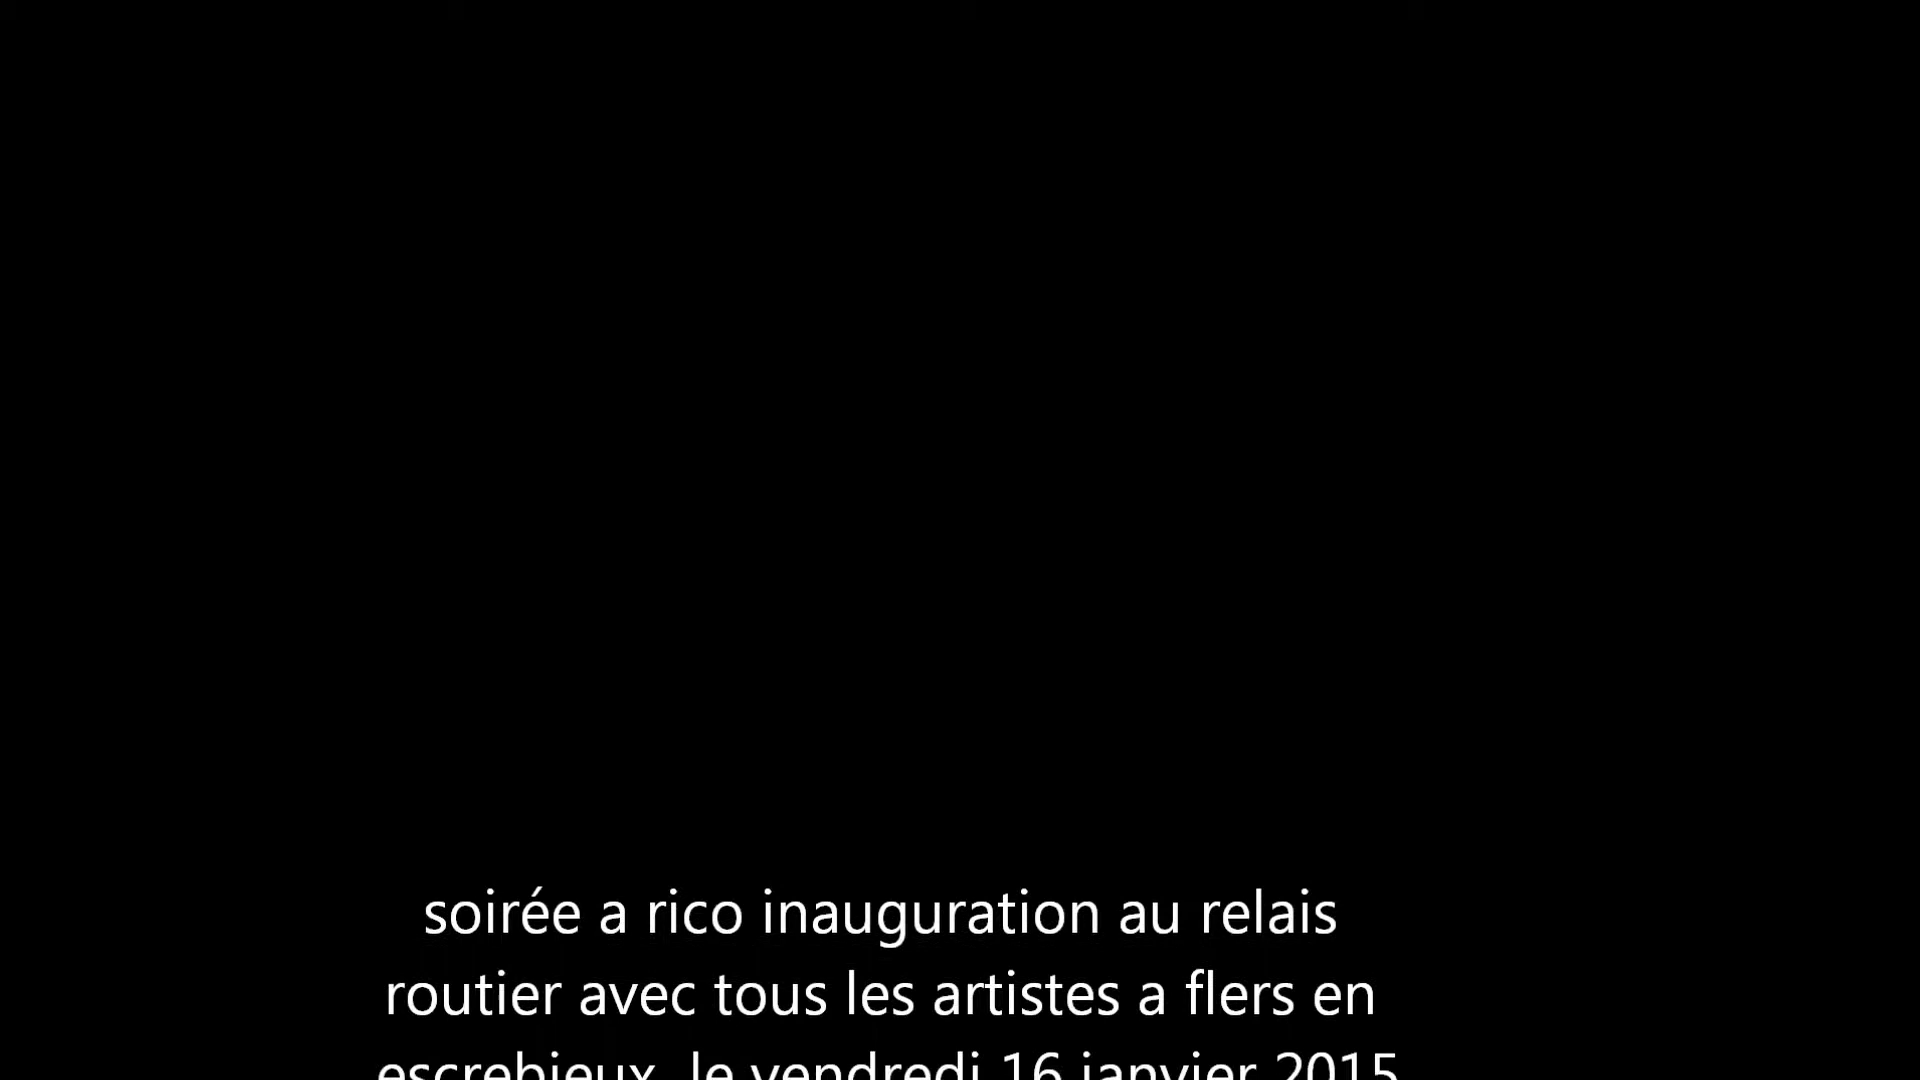 soirée a rico inauguration au relais
routier avec tous les artistes a flers en
escrebieux le vendredi 16 janvier 2015